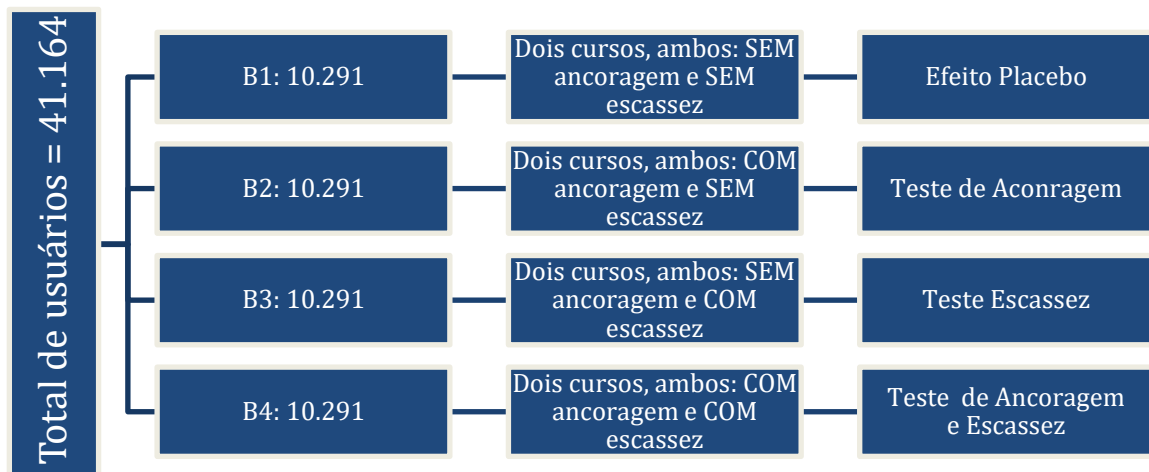 Total de usuários = 41.164
B1: 10.291
Dois cursos, ambos: SEM
ancoragem e SEM
escassez
Efeito Placebo
B2: 10.291
Dois cursos, ambos: COM
ancoragem e SEM
escassez
Teste de Aconragem
B3: 10.291
Dois cursos, ambos: SEM
ancoragem e COM
escassez
Teste Escassez
B4: 10.291
Dois cursos, ambos: COM
ancoragem e COM
escassez
Teste de Ancoragem
e Escassez